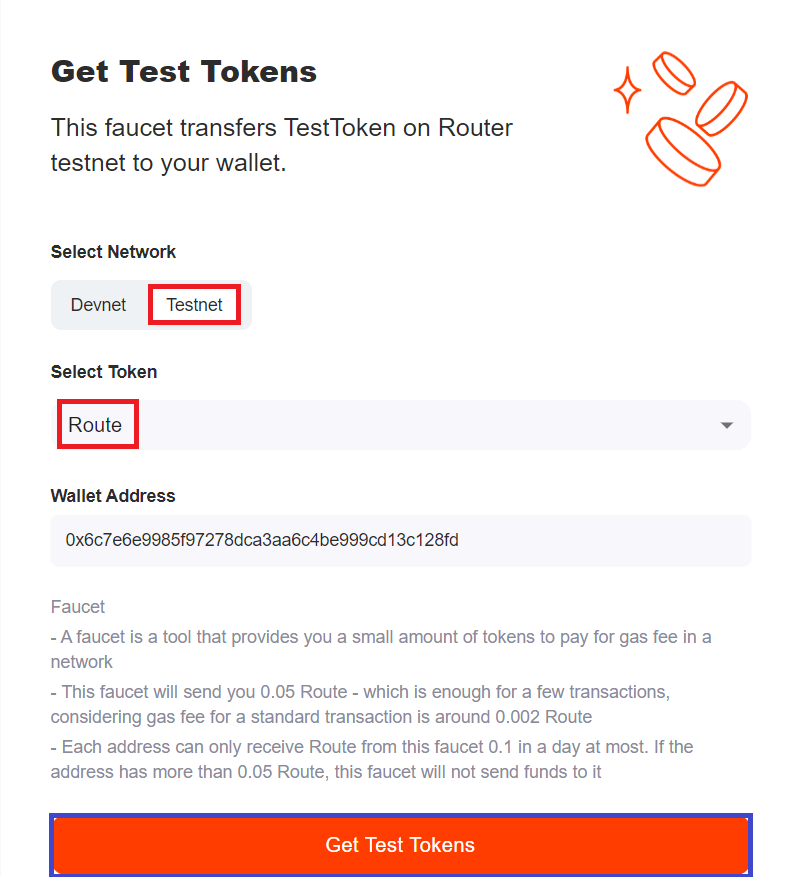 Get Test Tokens
This faucet transfers TestToken on Router
testnet to your wallet.
Select Network
Devnet Testnet
Select Token
Route
Wallet Address
0x6c7e6e9985f97278dca3aa6c4be999cd13c128fd
Faucet
- A faucet is a tool that provides you a small amount of tokens to pay for gas fee in a
network
- This faucet will send you 0.05 Route - which is enough for a few transactions,
considering gas fee for a standard transaction is around 0.002 Route
- Each address can only receive Route from this faucet 0.1 in a day at most. If the
address has more than 0.05 Route, this faucet will not send funds to it
Get Test Tokens